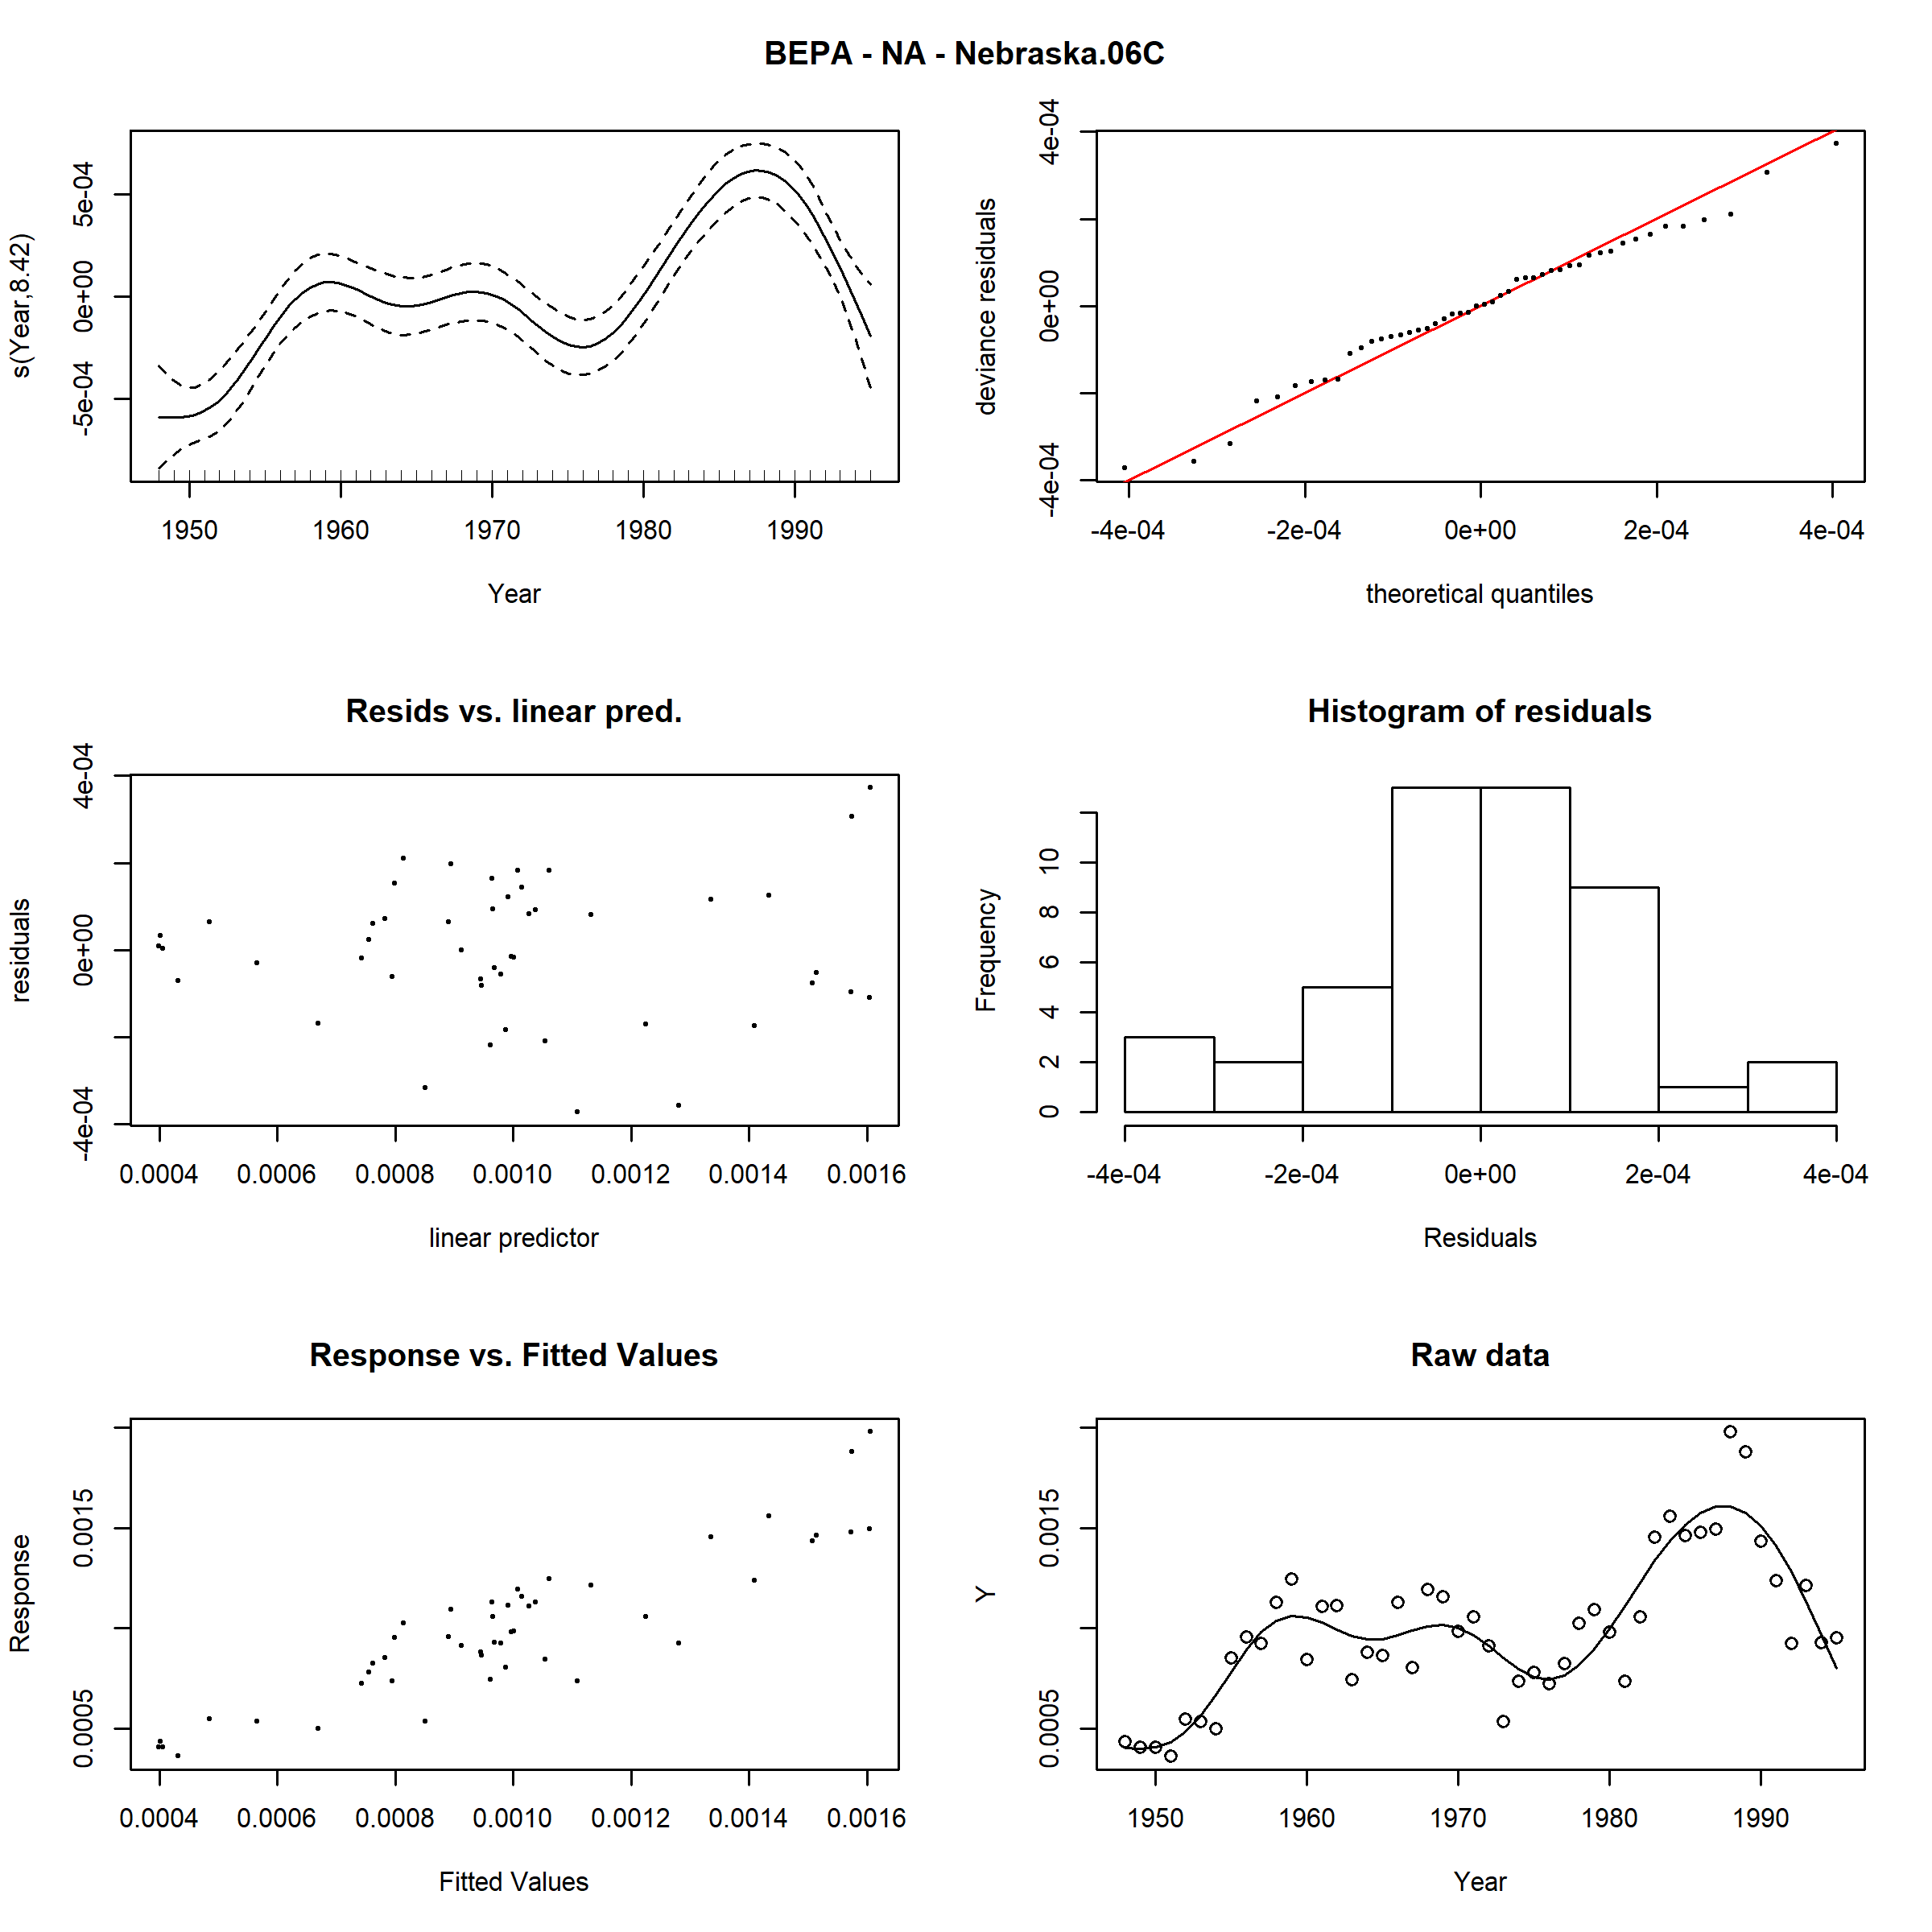 BEPA - NA - Nebraska.06C
s(Year,8.42)
5e-04
0e+00
-5e-04
1950 1960 1970 1980 1990
Year
deviance residuals
4e-04
0e+00
-4e-04
-4e-04 -2e-04 0e+00 2e-04 4e-04
theoretical quantiles
Resids vs. linear pred.
residuals
4e-04
0e+00
-4e-04
0.0004 0.0006 0.0008 0.0010 0.0012 0.0014 0.0016
linear predictor
Histogram of residuals
Frequency
10
8
6
4
2
0
-4e-04 -2e-04 0e+00 2e-04 4e-04
Residuals
Response vs. Fitted Values
Response
0.0015
0.0005
0.0004 0.0006 0.0008 0.0010 0.0012 0.0014 0.0016
Fitted Values
Raw data
Y
0.0015
0.0005
1950 1960 1970 1980 1990
Year